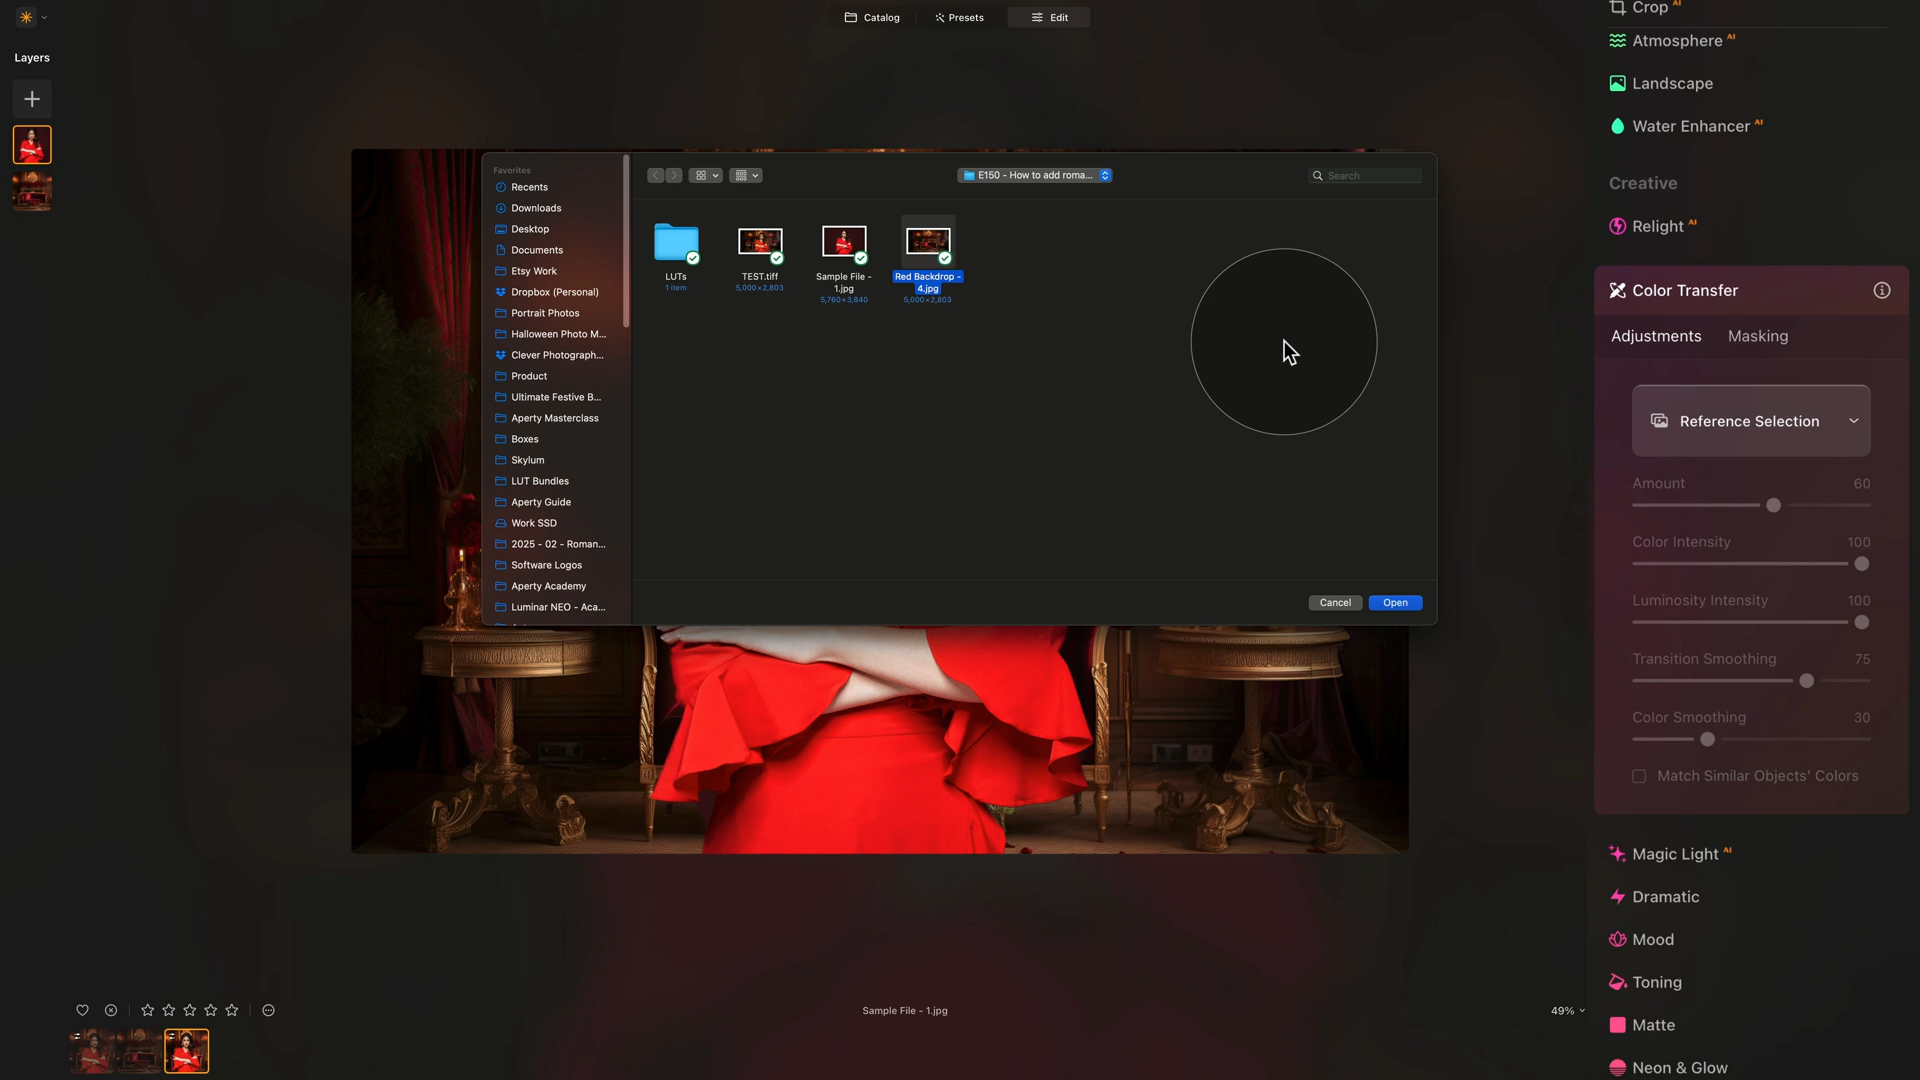 Catalog
Presets
Edit
Layers
Favorites
Recents
Downloads
Desktop
Documents
Etsy Work
Dropbox (Personal)
Portrait Photos
Halloween Photo M...
Clever Photograph...
Product
Ultimate Festive B...
Aperty Masterclass
Boxes
Skylum
LUT Bundles
Aperty Guide
Work SSD
2025 - 02 - Roman...
Software Logos
Aperty Academy
Luminar NEO - Aca...
E150 - How to add roma...
Search
LUTs
1 item
TEST.tiff
5,000×2,803
Sample File -
1.jpg
5,760×3,840
Red Backdrop -
4.jpg
5,000×2,803
Cancel
Open
Crop AI
Atmosphere AI
Landscape
Water Enhancer AI
Creative
Relight AI
Color Transfer
Adjustments
Masking
Reference Selection
Amount 60
Color Intensity 100
Luminosity Intensity 100
Transition Smoothing 75
Color Smoothing 30
Match Similar Objects' Colors
Magic Light AI
Dramatic
Mood
Toning
Matte
Neon & Glow
Sample File - 1.jpg
49%